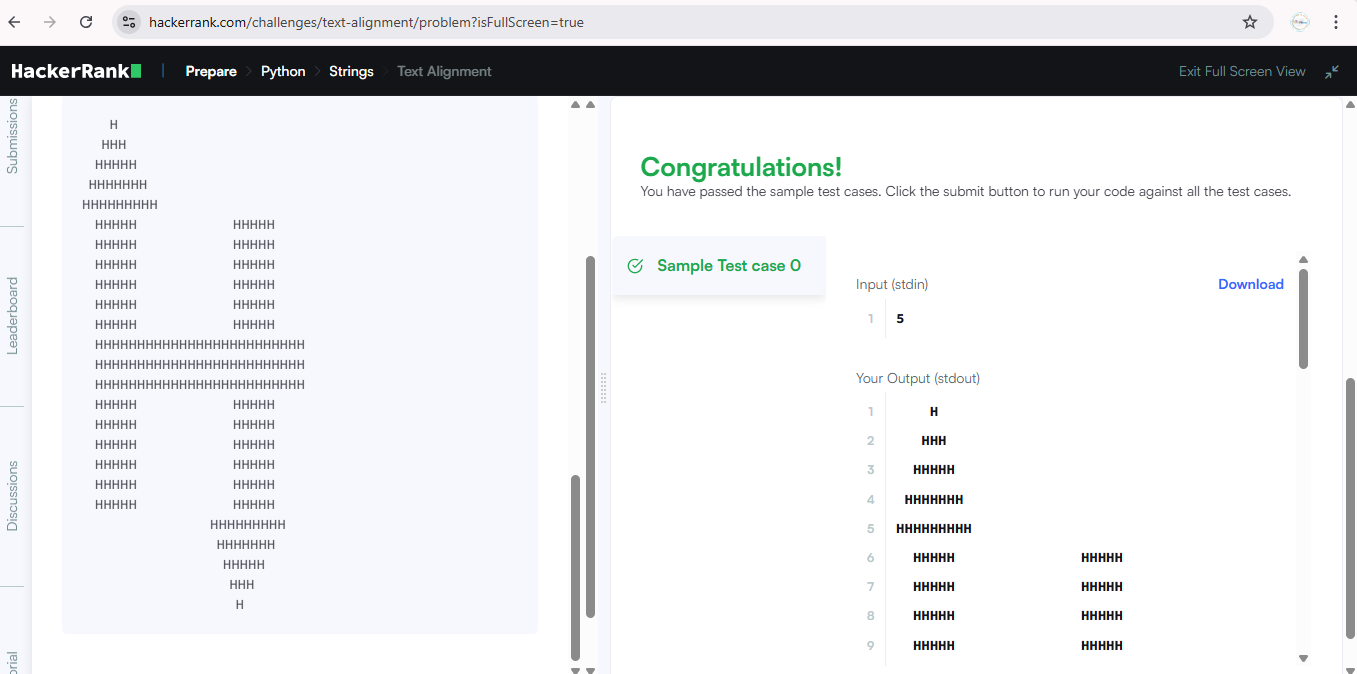 hackerrank.com/challenges/text-alignment/problem?isFullScreen=true
HackerRank Prepare Python Strings Text Alignment Exit Full Screen View
Submissions
Leaderboard
Discussions
orial
    H
   HHH
  HHHHH
 HHHHHHH
HHHHHHHHH
  HHHHH               HHHHH
  HHHHH               HHHHH
  HHHHH               HHHHH
  HHHHH               HHHHH
  HHHHH               HHHHH
  HHHHH               HHHHH
  HHHHHHHHHHHHHHHHHHHHHHHHH
  HHHHHHHHHHHHHHHHHHHHHHHHH
  HHHHHHHHHHHHHHHHHHHHHHHHH
  HHHHH               HHHHH
  HHHHH               HHHHH
  HHHHH               HHHHH
  HHHHH               HHHHH
  HHHHH               HHHHH
  HHHHH               HHHHH
                    HHHHHHHHH
                     HHHHHHH
                      HHHHH
                       HHH
                        H
Congratulations!
You have passed the sample test cases. Click the submit button to run your code against all the test cases.
Sample Test case 0
Input (stdin) Download
1 5
Your Output (stdout)
1     H
2    HHH
3   HHHHH
4  HHHHHHH
5 HHHHHHHHH
6   HHHHH               HHHHH
7   HHHHH               HHHHH
8   HHHHH               HHHHH
9   HHHHH               HHHHH